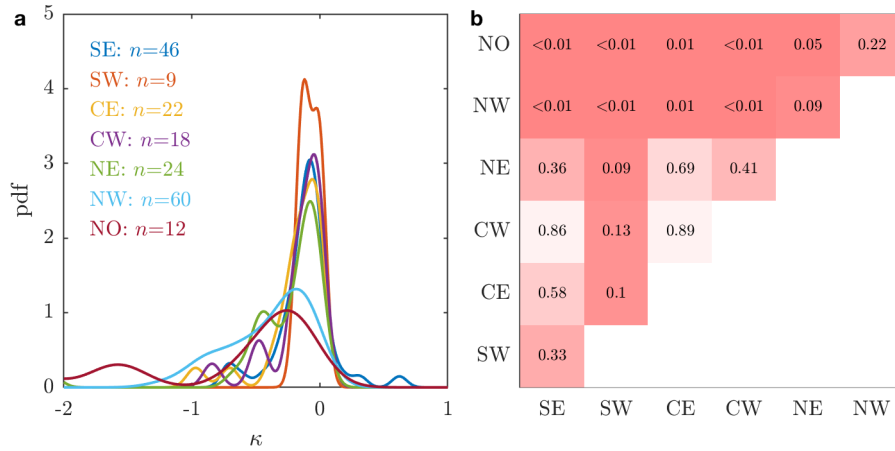 a
SE: n=46
SW: n=9
CE: n=22
CW: n=18
NE: n=24
NW: n=60
NO: n=12
pdf
5
4
3
2
1
0
-2 -1 0 1
κ
b
NO <0.01 <0.01 0.01 <0.01 0.05 0.22
NW <0.01 <0.01 0.01 <0.01 0.09
NE 0.36 0.09 0.69 0.41
CW 0.86 0.13 0.89
CE 0.58 0.1
SW 0.33
SE SW CE CW NE NW